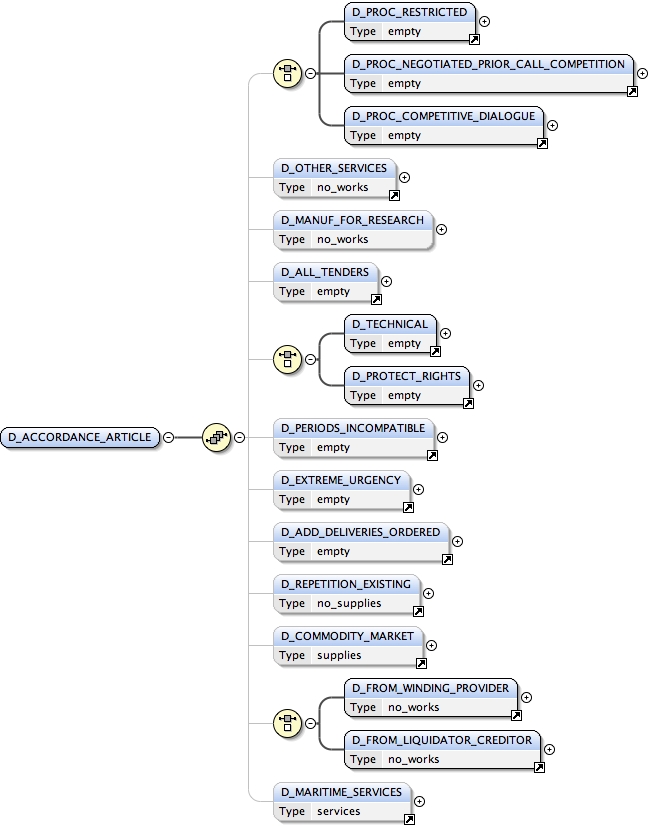 D_PROC_RESTRICTED
Type empty
D_PROC_NEGOTIATED_PRIOR_CALL_COMPETITION
Type empty
D_PROC_COMPETITIVE_DIALOGUE
Type empty
D_OTHER_SERVICES
Type no_works
D_MANUF_FOR_RESEARCH
Type no_works
D_ALL_TENDERS
Type empty
D_TECHNICAL
Type empty
D_PROTECT_RIGHTS
Type empty
D_ACCORDANCE_ARTICLE
D_PERIODS_INCOMPATIBLE
Type empty
D_EXTREME_URGENCY
Type empty
D_ADD_DELIVERIES_ORDERED
Type empty
D_REPETITION_EXISTING
Type no_supplies
D_COMMODITY_MARKET
Type supplies
D_FROM_WINDING_PROVIDER
Type no_works
D_FROM_LIQUIDATOR_CREDITOR
Type no_works
D_MARITIME_SERVICES
Type services